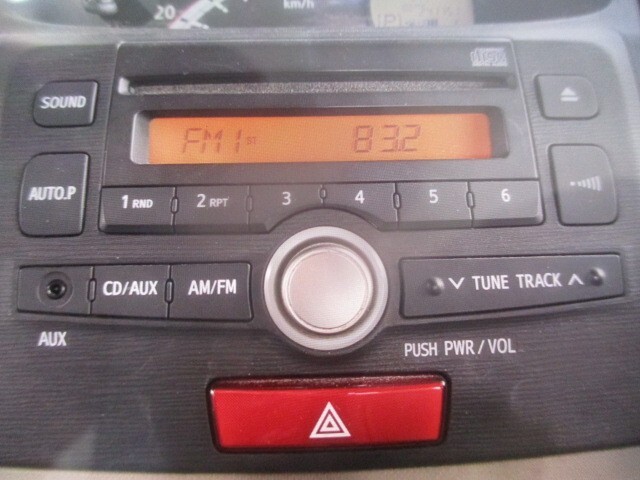 20
km/h
P
SOUND
FM1 ST 83.2
AUTO.P
1 RND 2 RPT 3 4 5 6
CD/AUX AM/FM TUNE TRACK
AUX
PUSH PWR/VOL